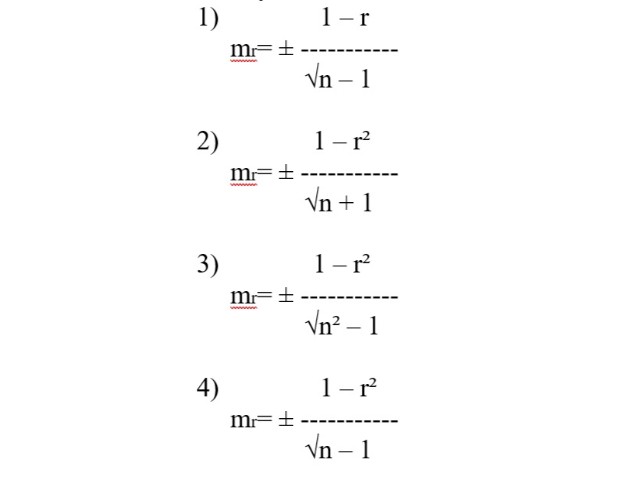 1) 1 – r
mr= ± -----------
√n – 1
2) 1 – r²
mr= ± -----------
√n + 1
3) 1 – r²
mr= ± -----------
√n² – 1
4) 1 – r²
mr= ± -----------
√n – 1